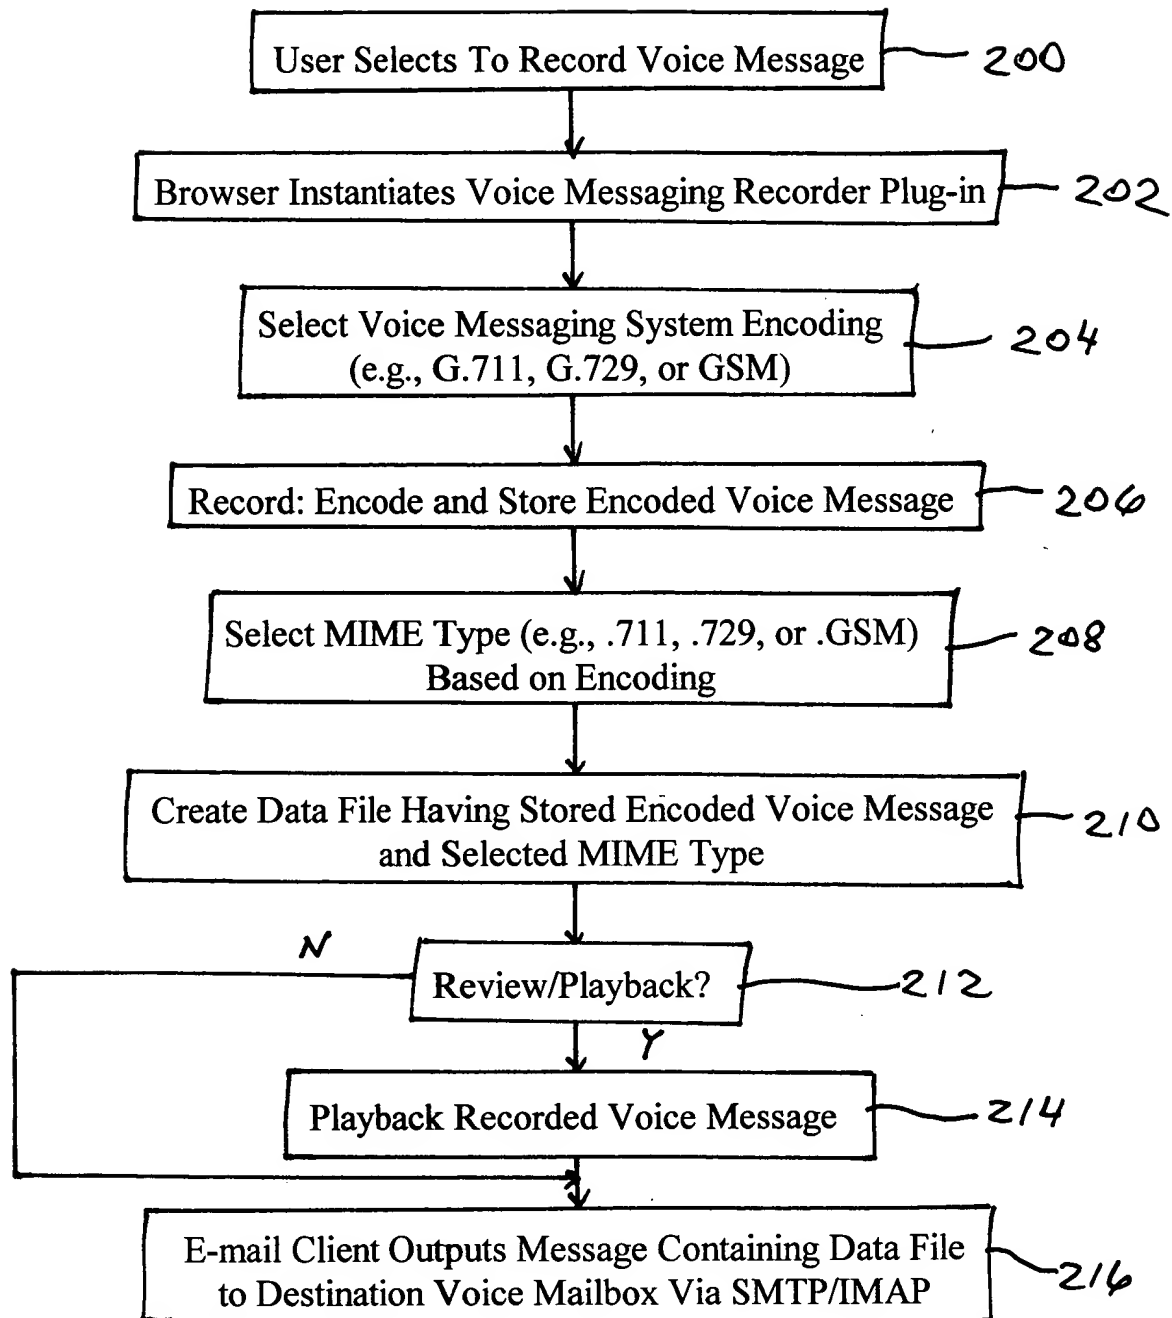 User Selects To Record Voice Message 200
Browser Instantiates Voice Messaging Recorder Plug-in 202
Select Voice Messaging System Encoding
(e.g., G.711, G.729, or GSM) 204
Record: Encode and Store Encoded Voice Message 206
Select MIME Type (e.g., .711, .729, or .GSM) 208
Based on Encoding
Create Data File Having Stored Encoded Voice Message 210
and Selected MIME Type
N
Review/Playback? 212
Y
Playback Recorded Voice Message 214
E-mail Client Outputs Message Containing Data File
to Destination Voice Mailbox Via SMTP/IMAP 216